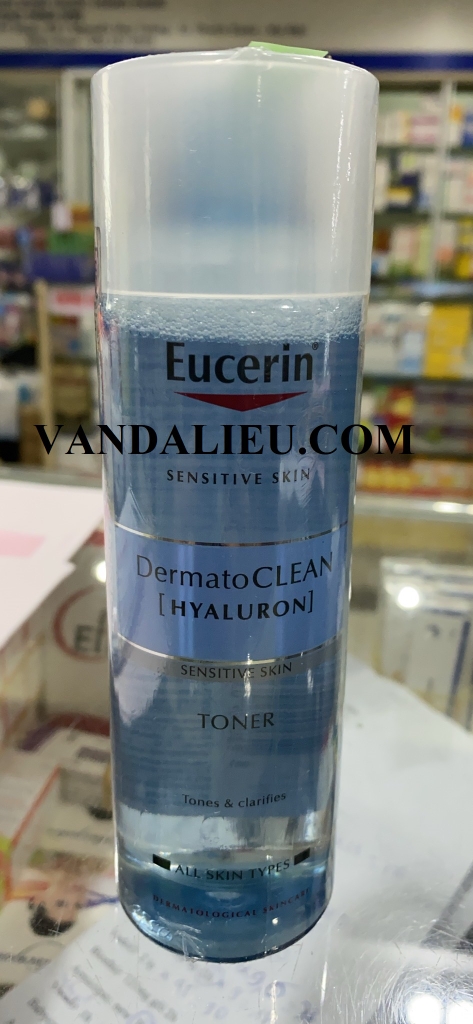 Eucerin®
VANDALIEU.COM
SENSITIVE SKIN
DermatoCLEAN
[HYALURON]
SENSITIVE SKIN
TONER
Tones & clarifies
ALL SKIN TYPES
DERMATOLOGICAL SKINCARE